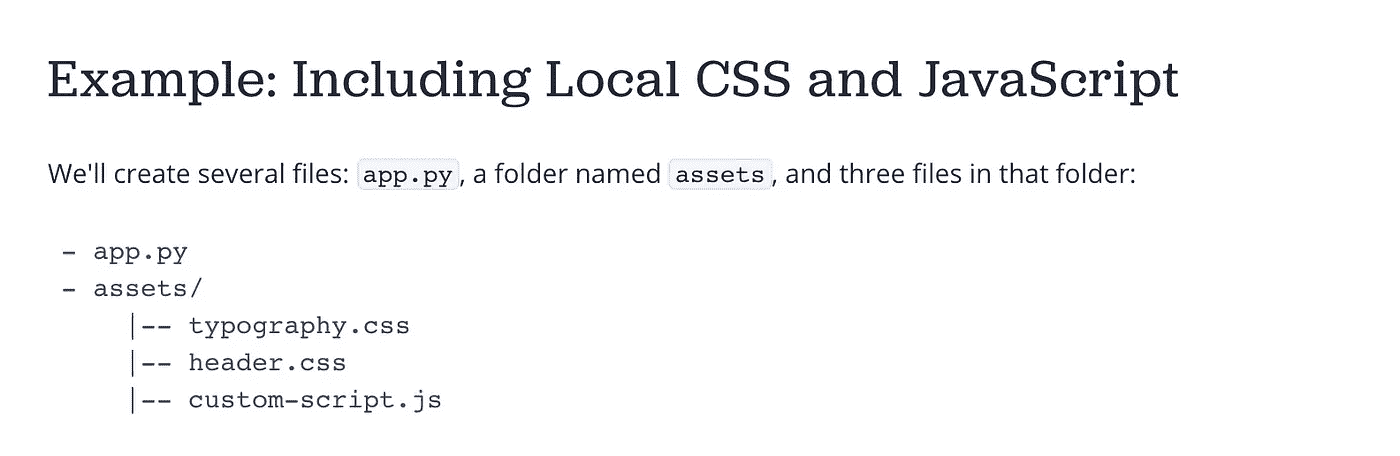 Example: Including Local CSS and JavaScript
We'll create several files: app.py, a folder named assets, and three files in that folder:
- app.py
- assets/
|-- typography.css
|-- header.css
|-- custom-script.js